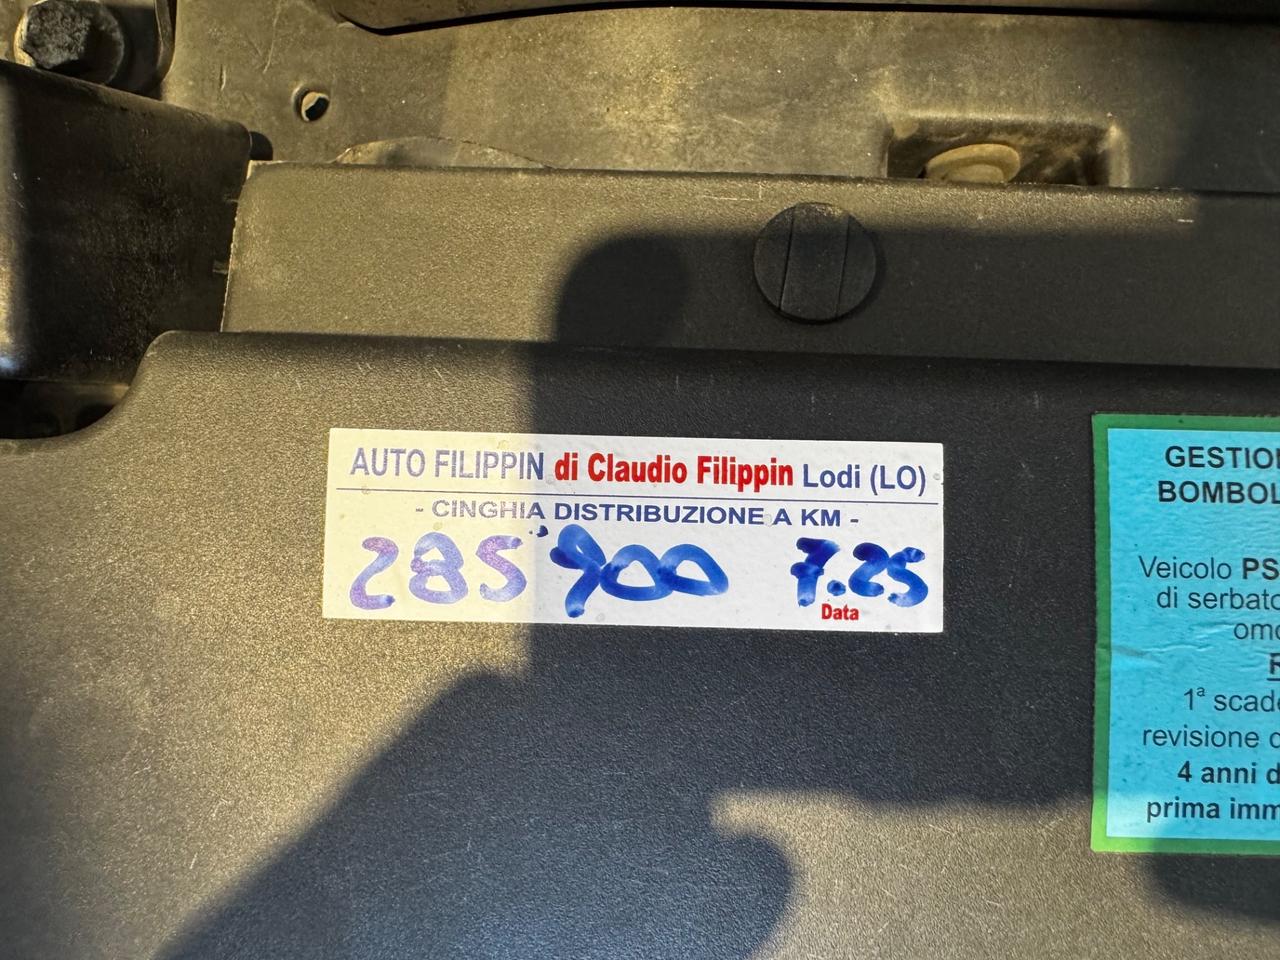 AUTO FILIPPIN di Claudio Filippin Lodi (LO)
- CINGHIA DISTRIBUZIONE A KM -
285'900 7.25
Data
GESTION
BOMBOL
Veicolo PS
di serbato
omo
R
1ª scade
revisione d
4 anni d
prima imm